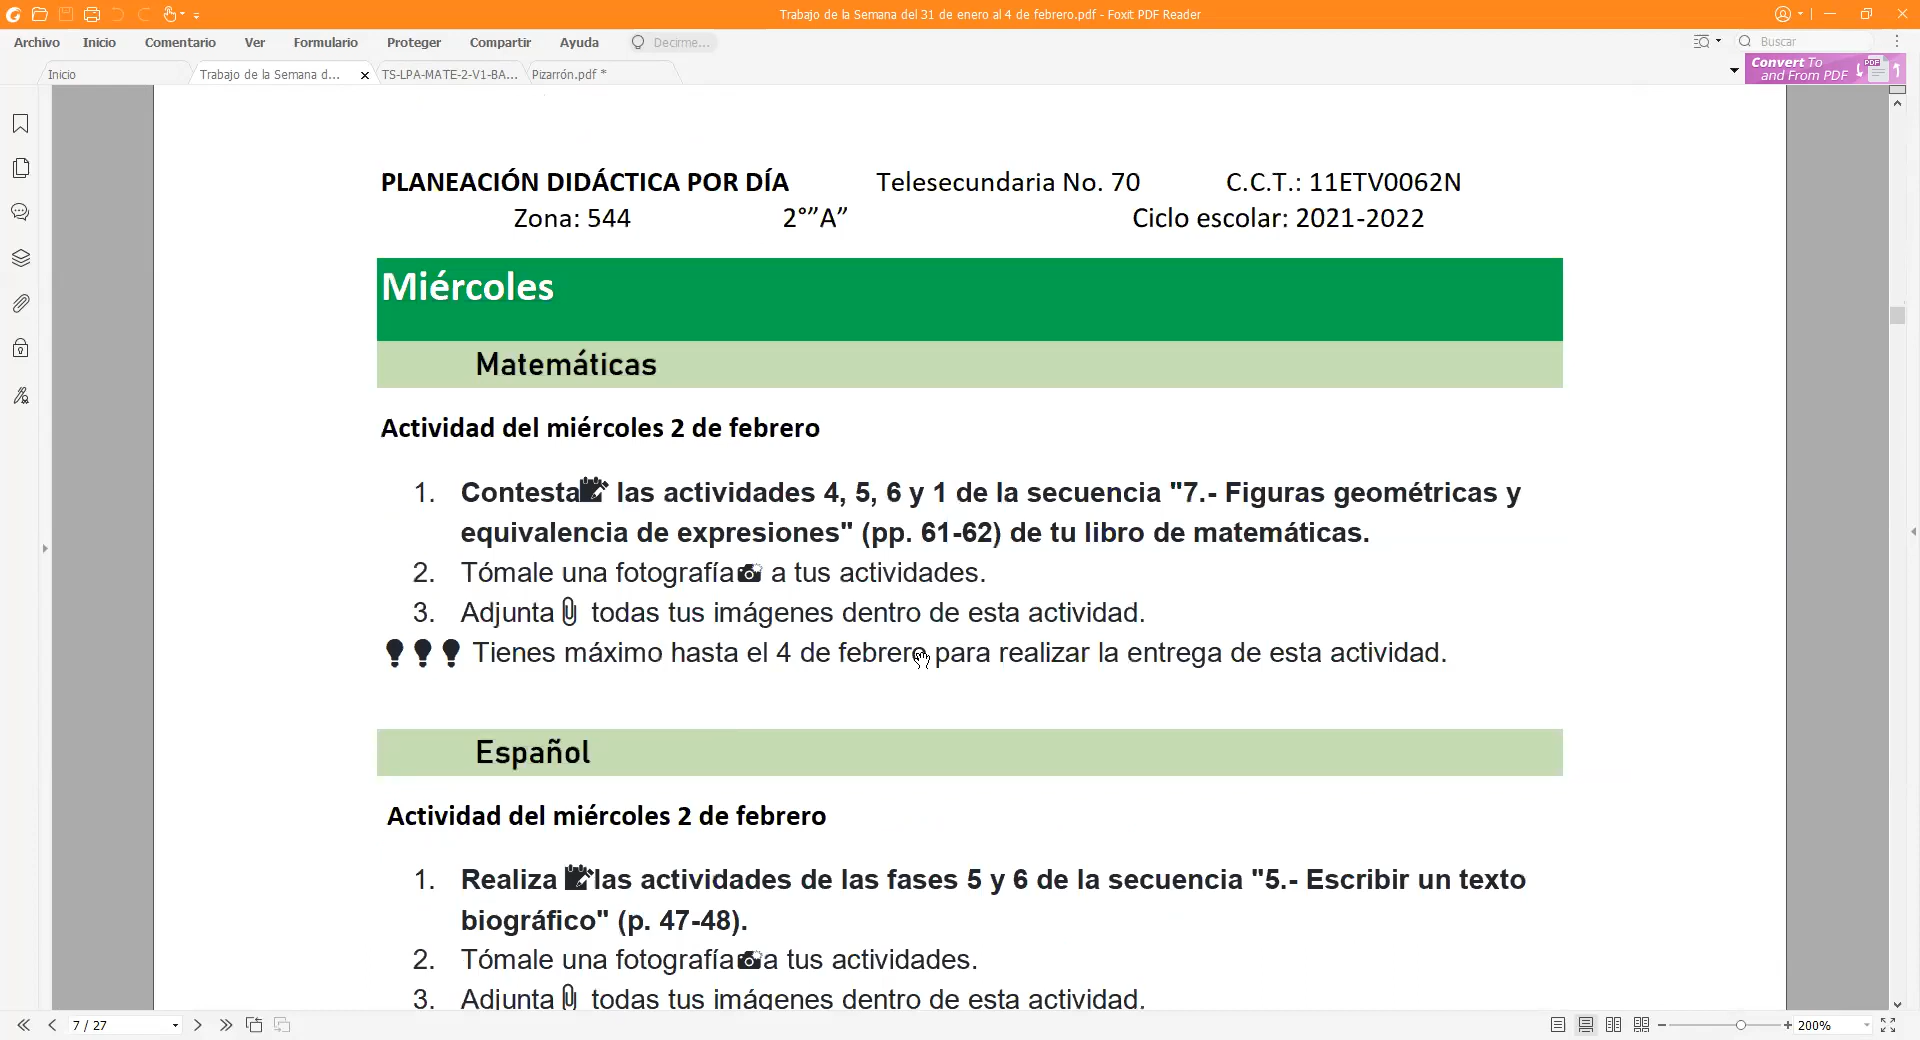 Trabajo de la Semana del 31 de enero al 4 de febrero.pdf - Foxit PDF Reader
Archivo Inicio Comentario Ver Formulario Proteger Compartir Ayuda Decirme... Buscar
Inicio Trabajo de la Semana d... TS-LPA-MATE-2-V1-BA... Pizarrón.pdf *
Convert To
and From PDF
PDF
PLANEACIÓN DIDÁCTICA POR DÍA Telesecundaria No. 70 C.C.T.: 11ETV0062N
Zona: 544 2°”A” Ciclo escolar: 2021-2022
Miércoles
Matemáticas
Actividad del miércoles 2 de febrero
1. Contesta las actividades 4, 5, 6 y 1 de la secuencia "7.- Figuras geométricas y
equivalencia de expresiones" (pp. 61-62) de tu libro de matemáticas.
2. Tómale una fotografía a tus actividades.
3. Adjunta todas tus imágenes dentro de esta actividad.
Tienes máximo hasta el 4 de febrero para realizar la entrega de esta actividad.
Español
Actividad del miércoles 2 de febrero
1. Realiza las actividades de las fases 5 y 6 de la secuencia "5.- Escribir un texto
biográfico" (p. 47-48).
2. Tómale una fotografía a tus actividades.
3. Adjunta todas tus imágenes dentro de esta actividad.
7 / 27 200%